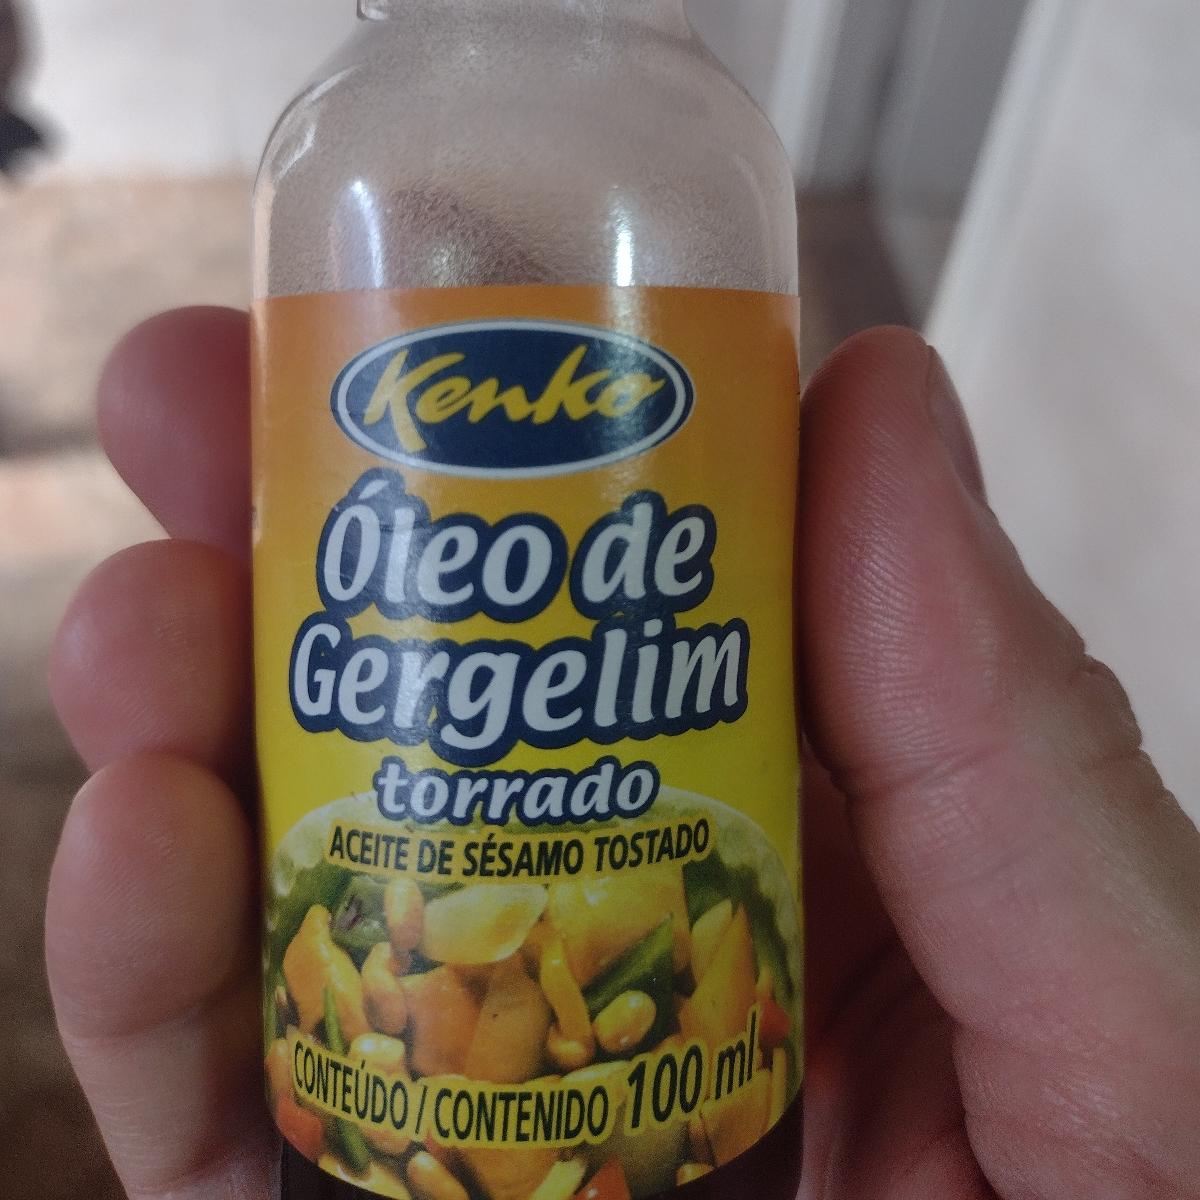 Kenko
Óleo de
Gergelim
torrado
ACEITE DE SÉSAMO TOSTADO
CONTEÚDO / CONTENIDO 100 ml